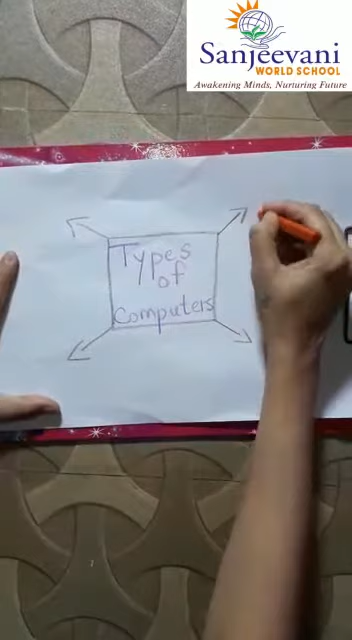 Sanjeevani
WORLD SCHOOL
Awakening Minds, Nurturing Future
Types
of
Computers